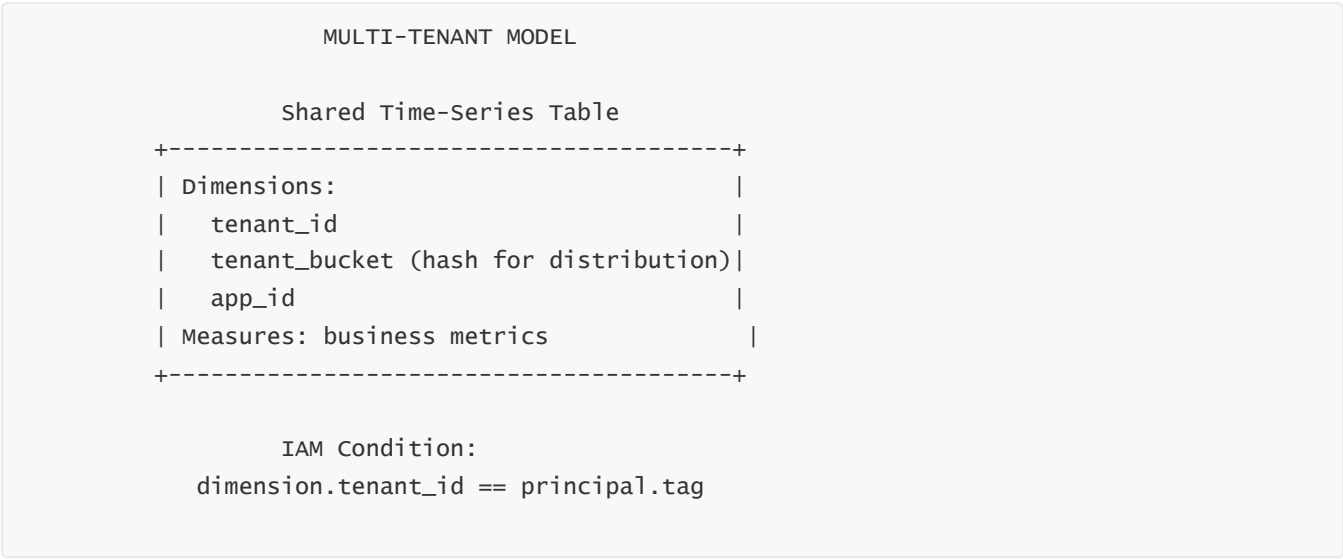 MULTI-TENANT MODEL
Shared Time-Series Table
+----------------------------------------+
| Dimensions:                            |
|   tenant_id                            |
|   tenant_bucket (hash for distribution)|
|   app_id                               |
| Measures: business metrics              |
+----------------------------------------+
IAM Condition:
dimension.tenant_id == principal.tag